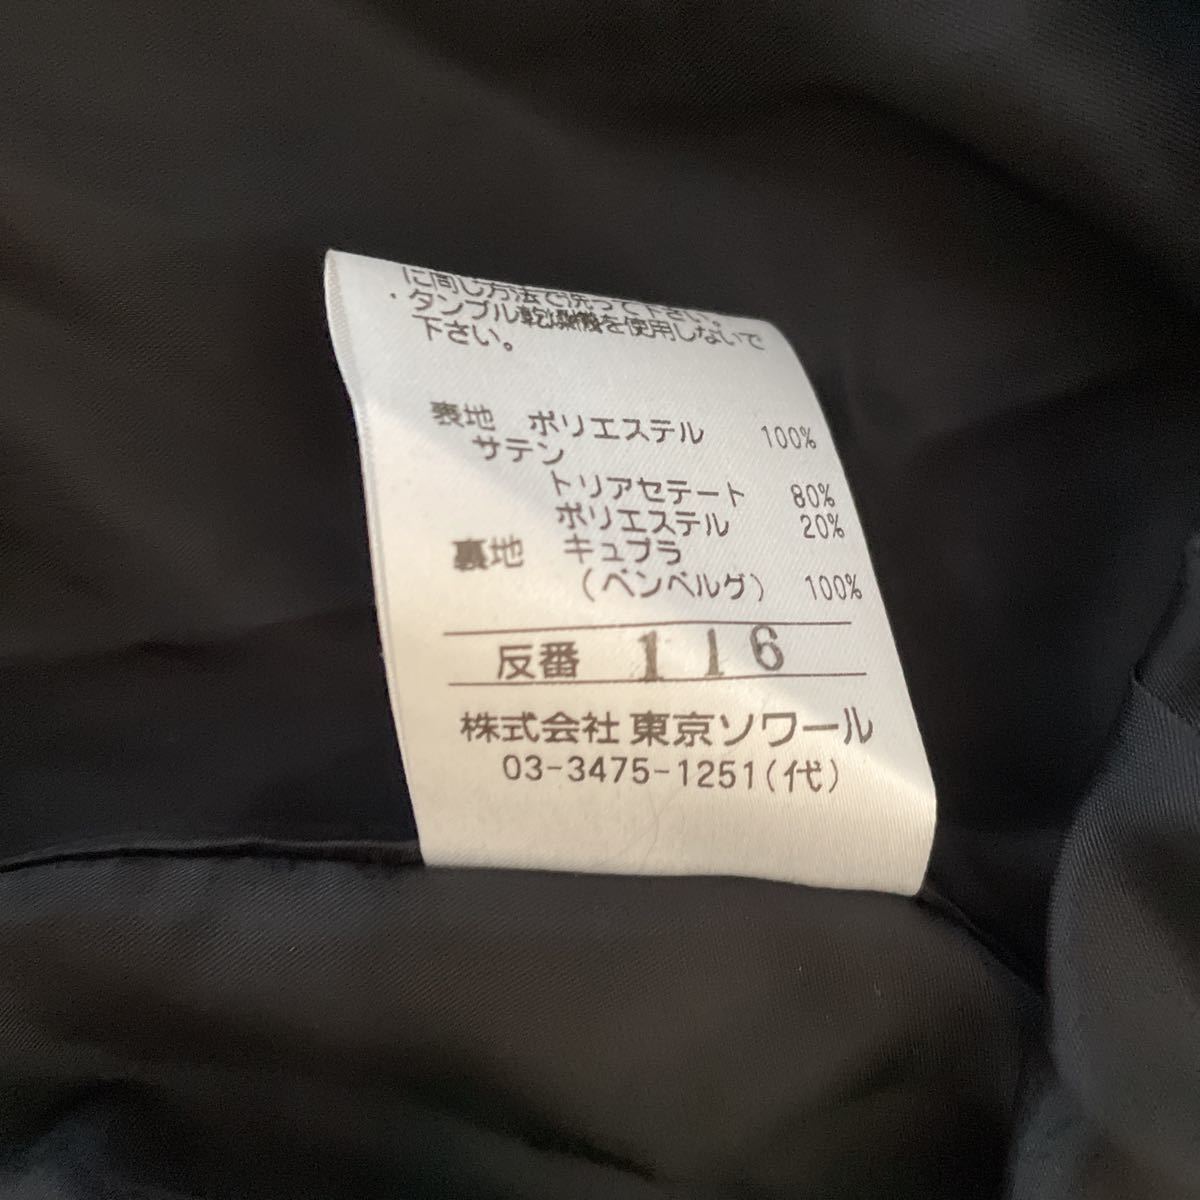 に同じ方法で洗って下さい。
・タンブル乾燥機を使用しないで
下さい。
表地 ポリエステル 100%
サテン
トリアセテート 80%
ポリエステル 20%
裏地 キュプラ
(ベンベルグ) 100%
反番 116
株式会社 東京ソワール
03-3475-1251(代)